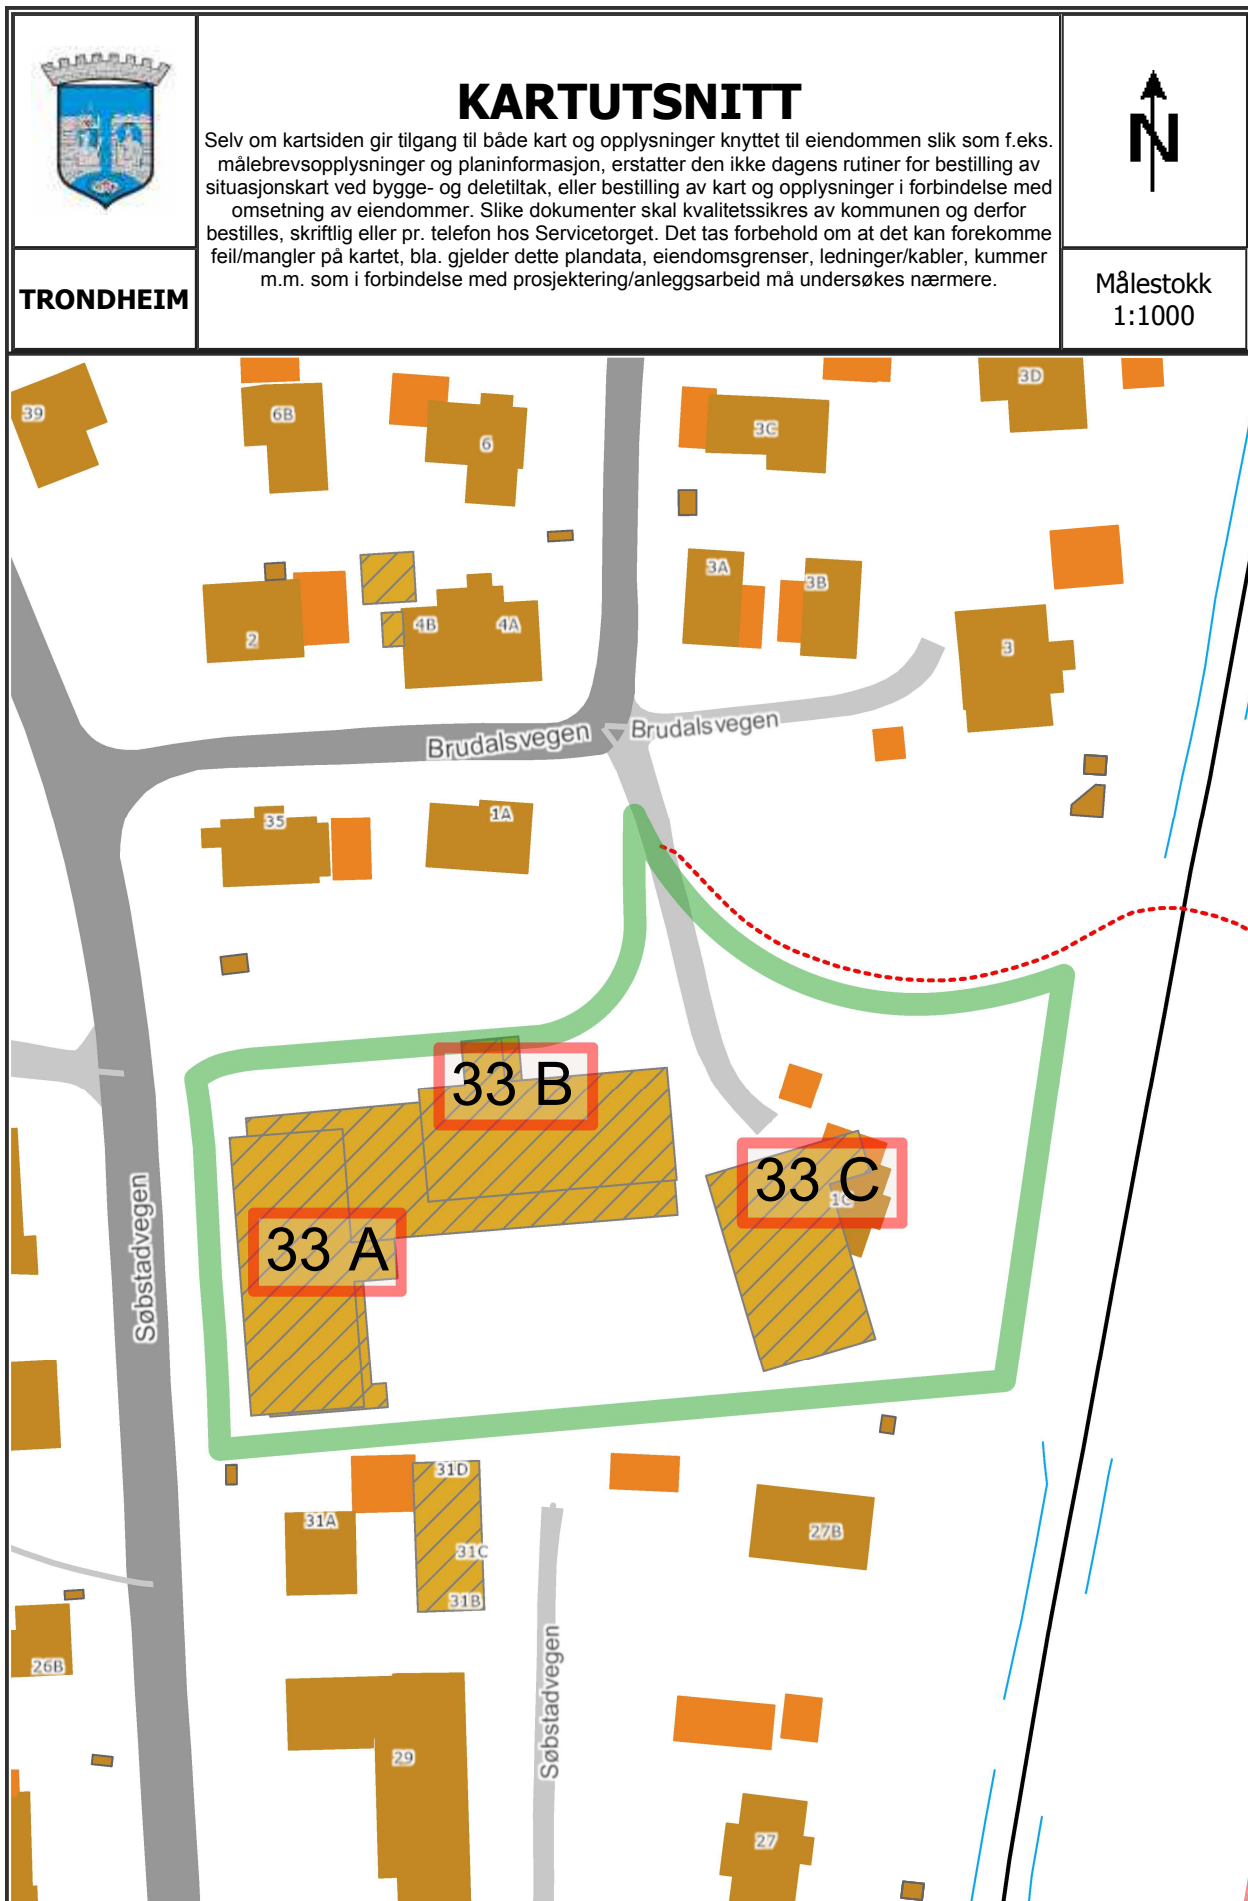 KARTUTSNITT
Selv om kartsiden gir tilgang til både kart og opplysninger knyttet til eiendommen slik som f.eks.
målebrevsopplysninger og planinformasjon, erstatter den ikke dagens rutiner for bestilling av
situasjonskart ved bygge- og deletiltak, eller bestilling av kart og opplysninger i forbindelse med
omsetning av eiendommer. Slike dokumenter skal kvalitetssikres av kommunen og derfor
bestilles, skriftlig eller pr. telefon hos Servicetorget. Det tas forbehold om at det kan forekomme
feil/mangler på kartet, bla. gjelder dette plandata, eiendomsgrenser, ledninger/kabler, kummer
m.m. som i forbindelse med prosjektering/anleggsarbeid må undersøkes nærmere.
N
TRONDHEIM
Målestokk
1:1000
3D
39
6B
6
3C
3A
3B
2
4B
4A
3
Brudalsvegen
Brudalsvegen
35
1A
33 B
33 C
1C
33 A
Søbstadvegen
31D
31A
31C
31B
27B
26B
Søbstadvegen
29
27